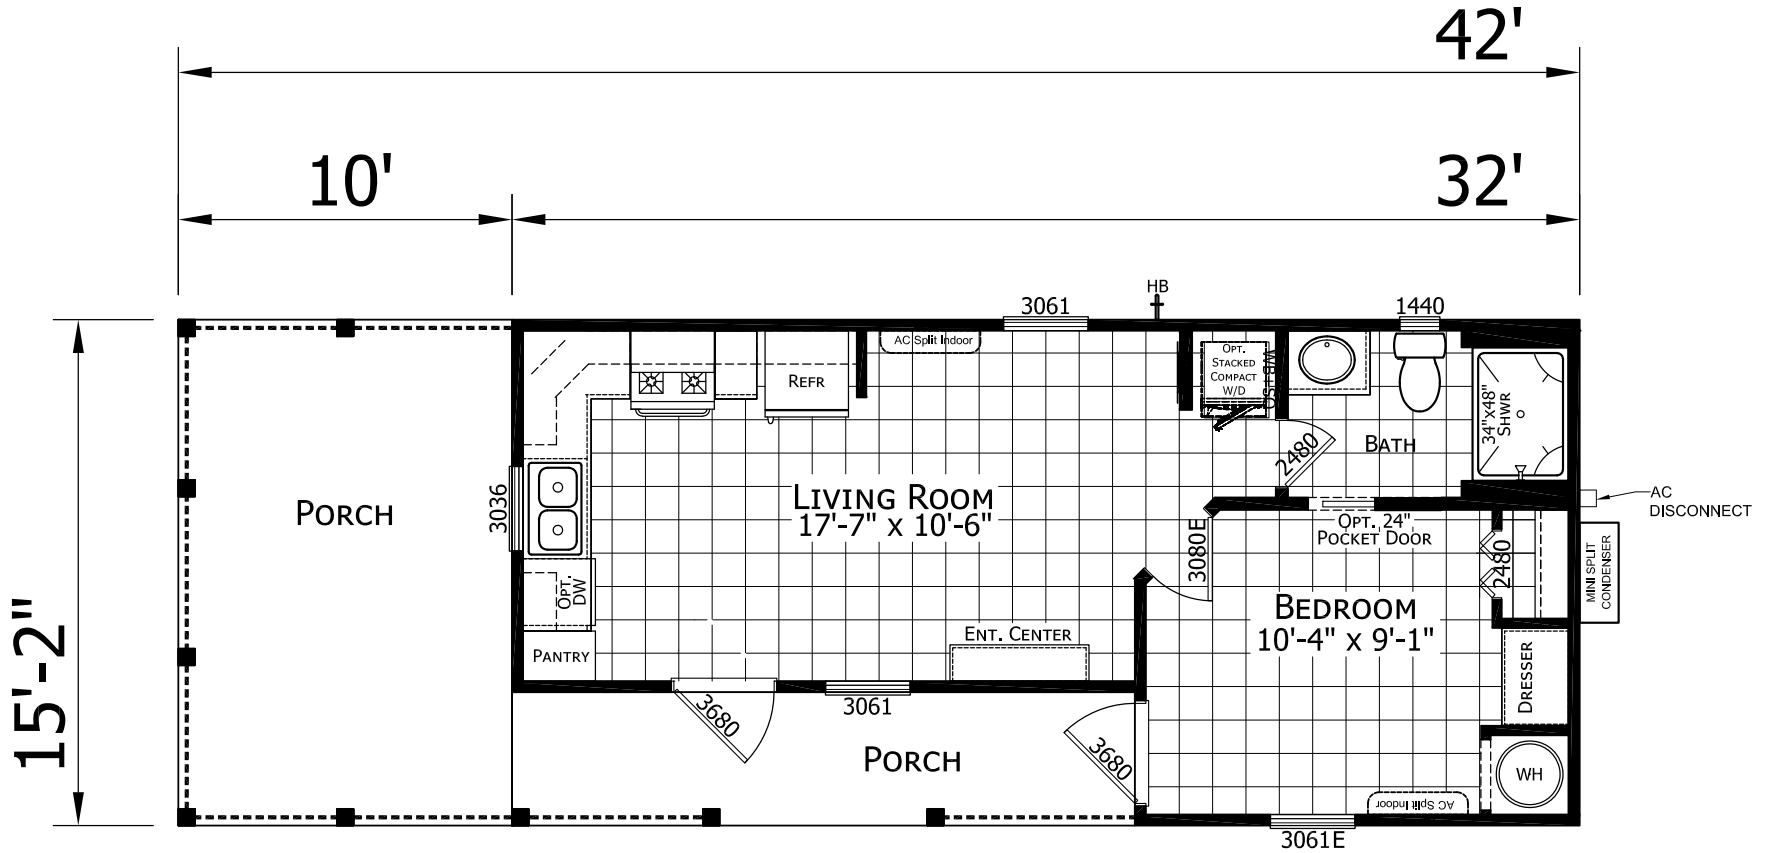 42'
10'
32'
15'-2"
HB
3061
1440
AC Split Indoor
REFR
OPT.
STACKED
COMPACT
W/D
WB+SO
34"x48"
SHWR
BATH
2480
LIVING ROOM
17'-7" x 10'-6"
PORCH
3036
3080E
OPT. 24"
POCKET DOOR
2480
AC
DISCONNECT
MINI SPLIT
CONDENSER
OPT.
DW
BEDROOM
10'-4" x 9'-1"
ENT. CENTER
PANTRY
DRESSER
3680
3061
PORCH
3680
WH
AC Split Indoor
3061E